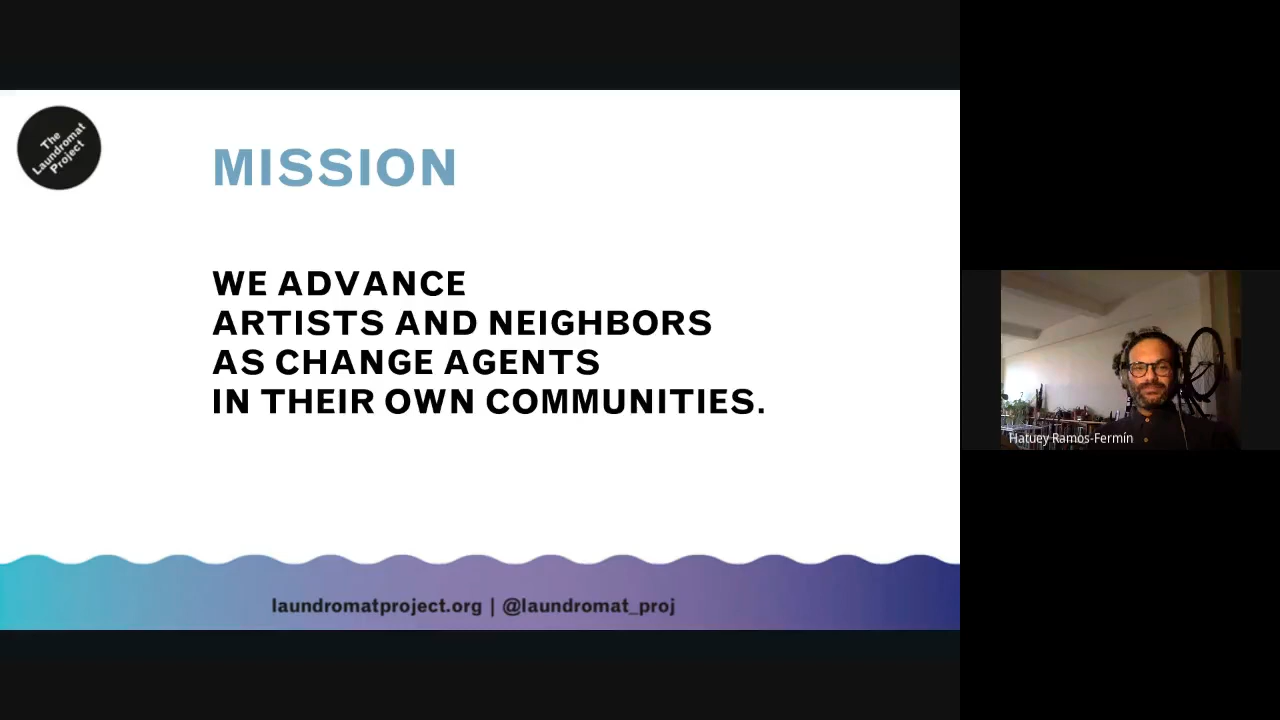 The
Laundromat
Project
MISSION
WE ADVANCE
ARTISTS AND NEIGHBORS
AS CHANGE AGENTS
IN THEIR OWN COMMUNITIES.
laundromatproject.org | @laundromat_proj
Hatuey Ramos-Fermín